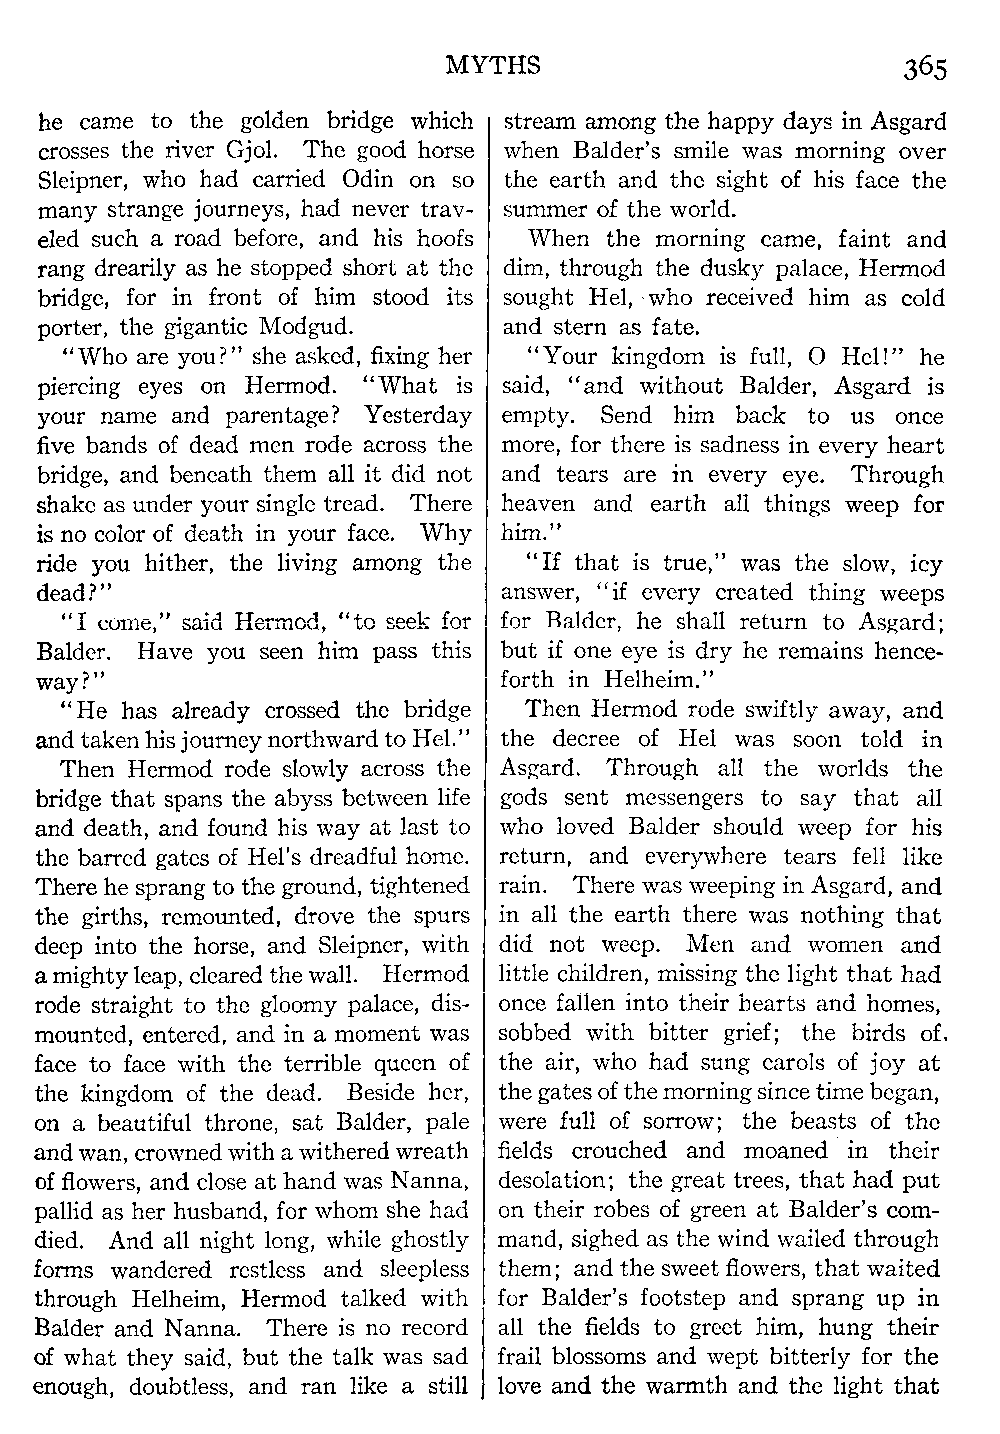 MYTHS 365
he came to the golden bridge which
crosses the river Gjol. The good horse
Sleipner, who had carried Odin on so
many strange journeys, had never trav-
eled such a road before, and his hoofs
rang drearily as he stopped short at the
bridge, for in front of him stood its
porter, the gigantic Modgud.
"Who are you?" she asked, fixing her
piercing eyes on Hermod. "What is
your name and parentage? Yesterday
five bands of dead men rode across the
bridge, and beneath them all it did not
shake as under your single tread. There
is no color of death in your face. Why
ride you hither, the living among the
dead?"
"I come," said Hermod, "to seek for
Balder. Have you seen him pass this
way?"
"He has already crossed the bridge
and taken his journey northward to Hel."
Then Hermod rode slowly across the
bridge that spans the abyss between life
and death, and found his way at last to
the barred gates of Hel's dreadful home.
There he sprang to the ground, tightened
the girths, remounted, drove the spurs
deep into the horse, and Sleipner, with
a mighty leap, cleared the wall. Hermod
rode straight to the gloomy palace, dis-
mounted, entered, and in a moment was
face to face with the terrible queen of
the kingdom of the dead. Beside her,
on a beautiful throne, sat Balder, pale
and wan, crowned with a withered wreath
of flowers, and close at hand was Nanna,
pallid as her husband, for whom she had
died. And all night long, while ghostly
forms wandered restless and sleepless
through Helheim, Hermod talked with
Balder and Nanna. There is no record
of what they said, but the talk was sad
enough, doubtless, and ran like a still
stream among the happy days in Asgard
when Balder's smile was morning over
the earth and the sight of his face the
summer of the world.
When the morning came, faint and
dim, through the dusky palace, Hermod
sought Hel, who received him as cold
and stern as fate.
"Your kingdom is full, O Hel!" he
said, "and without Balder, Asgard is
empty. Send him back to us once
more, for there is sadness in every heart
and tears are in every eye. Through
heaven and earth all things weep for
him."
"If that is true," was the slow, icy
answer, "if every created thing weeps
for Balder, he shall return to Asgard;
but if one eye is dry he remains hence-
forth in Helheim."
Then Hermod rode swiftly away, and
the decree of Hel was soon told in
Asgard. Through all the worlds the
gods sent messengers to say that all
who loved Balder should weep for his
return, and everywhere tears fell like
rain. There was weeping in Asgard, and
in all the earth there was nothing that
did not weep. Men and women and
little children, missing the light that had
once fallen into their hearts and homes,
sobbed with bitter grief; the birds of.
the air, who had sung carols of joy at
the gates of the morning since time began,
were full of sorrow; the beasts of the
fields crouched and moaned in their
desolation; the great trees, that had put
on their robes of green at Balder's com-
mand, sighed as the wind wailed through
them; and the sweet flowers, that waited
for Balder's footstep and sprang up in
all the fields to greet him, hung their
frail blossoms and wept bitterly for the
love and the warmth and the light that